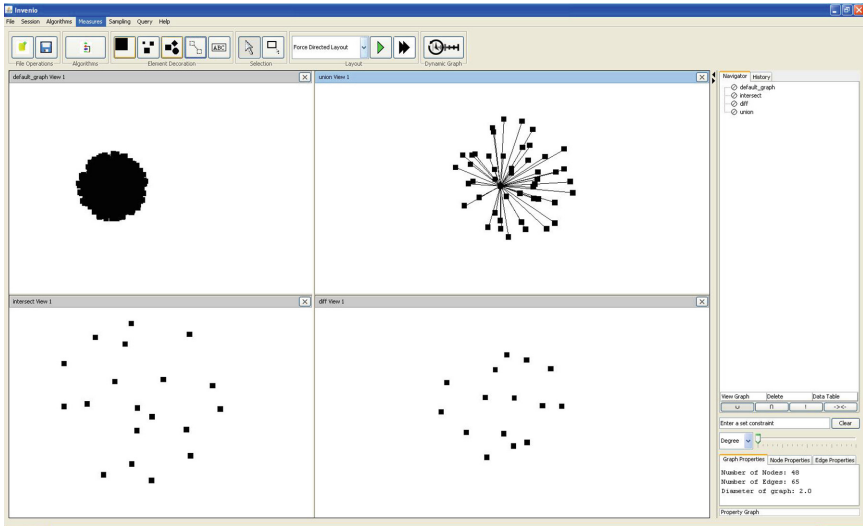 Invenio
File Session Algorithms Measures Sampling Query Help
ABC
Force Directed Layout
File Operations Algorithms Element Decoration Selection Layout Dynamic Graph
default_graph View 1
union View 1
Navigator History
default_graph
intersect
diff
union
intersect View 1
diff View 1
View Graph Delete Data Table
Enter a set constraint Clear
Degree
Graph Properties Node Properties Edge Properties
Number of Nodes: 48
Number of Edges: 65
Diameter of graph: 2.0
Property Graph